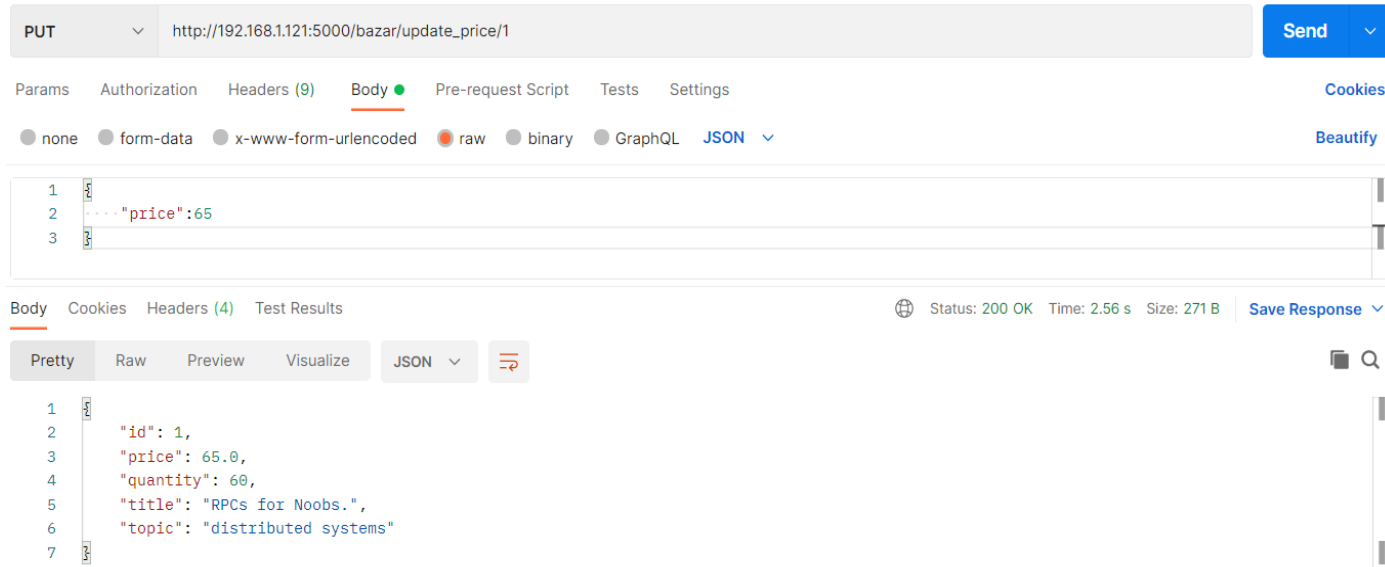 PUT http://192.168.1.121:5000/bazar/update_price/1 Send
Params Authorization Headers (9) Body Pre-request Script Tests Settings Cookies
none form-data x-www-form-urlencoded raw binary GraphQL JSON Beautify
1 {
2 ····"price":65
3 }
Body Cookies Headers (4) Test Results Status: 200 OK Time: 2.56 s Size: 271 B Save Response
Pretty Raw Preview Visualize JSON
1 {
2 "id": 1,
3 "price": 65.0,
4 "quantity": 60,
5 "title": "RPCs for Noobs.",
6 "topic": "distributed systems"
7 }